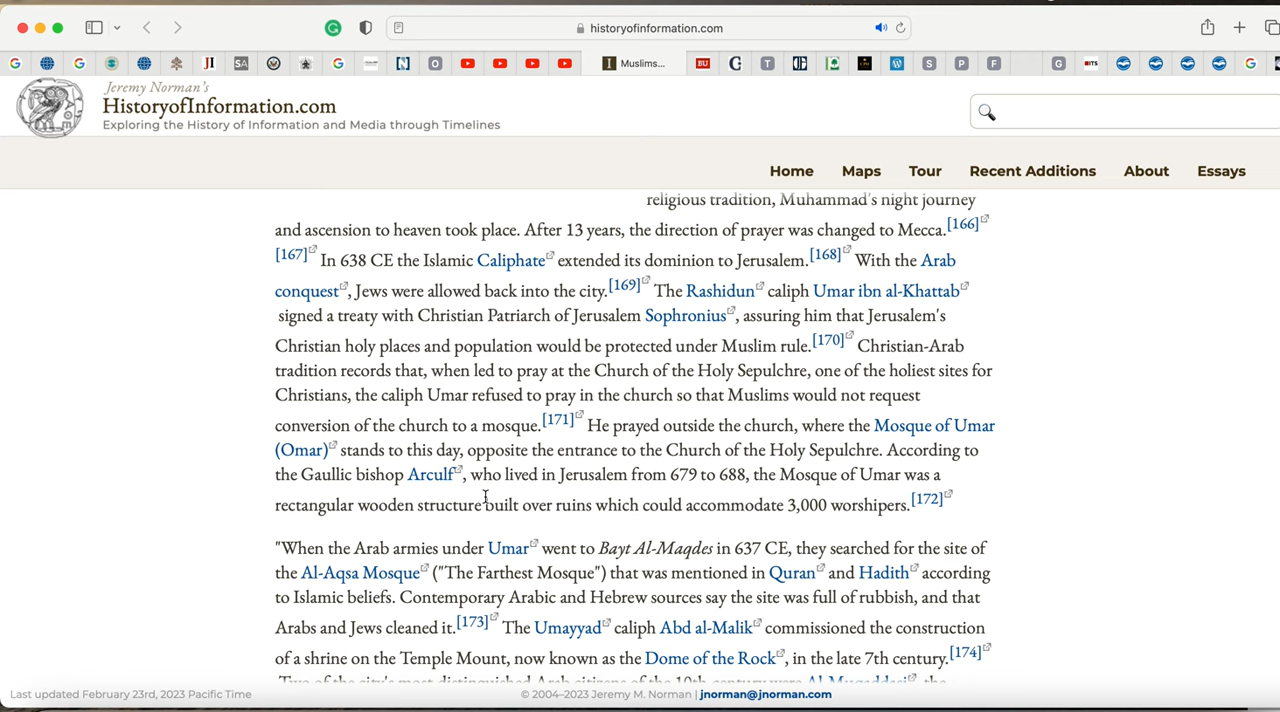 historyofinformation.com
Muslims...
Jeremy Norman's
HistoryofInformation.com
Exploring the History of Information and Media through Timelines
Home Maps Tour Recent Additions About Essays
religious tradition, Muhammad's night journey
and ascension to heaven took place. After 13 years, the direction of prayer was changed to Mecca.[166]
[167] In 638 CE the Islamic Caliphate extended its dominion to Jerusalem.[168] With the Arab
conquest, Jews were allowed back into the city.[169] The Rashidun caliph Umar ibn al-Khattab
signed a treaty with Christian Patriarch of Jerusalem Sophronius, assuring him that Jerusalem's
Christian holy places and population would be protected under Muslim rule.[170] Christian-Arab
tradition records that, when led to pray at the Church of the Holy Sepulchre, one of the holiest sites for
Christians, the caliph Umar refused to pray in the church so that Muslims would not request
conversion of the church to a mosque.[171] He prayed outside the church, where the Mosque of Umar
(Omar) stands to this day, opposite the entrance to the Church of the Holy Sepulchre. According to
the Gaullic bishop Arculf, who lived in Jerusalem from 679 to 688, the Mosque of Umar was a
rectangular wooden structure built over ruins which could accommodate 3,000 worshipers.[172]
"When the Arab armies under Umar went to Bayt Al-Maqdes in 637 CE, they searched for the site of
the Al-Aqsa Mosque ("The Farthest Mosque") that was mentioned in Quran and Hadith according
to Islamic beliefs. Contemporary Arabic and Hebrew sources say the site was full of rubbish, and that
Arabs and Jews cleaned it.[173] The Umayyad caliph Abd al-Malik commissioned the construction
of a shrine on the Temple Mount, now known as the Dome of the Rock, in the late 7th century.[174]
Two of the city's most distinguished Arab citizens of the 10th-century were Al-Muqaddasi, the
Last updated February 23rd, 2023 Pacific Time © 2004–2023 Jeremy M. Norman | jnorman@jnorman.com